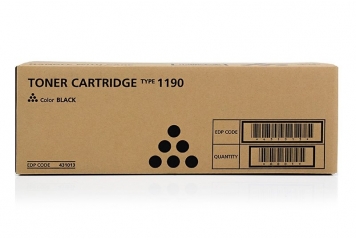 TONER CARTRIDGE TYPE 1190
Color BLACK
EDP CODE
QUANTITY
EDP CODE 431013